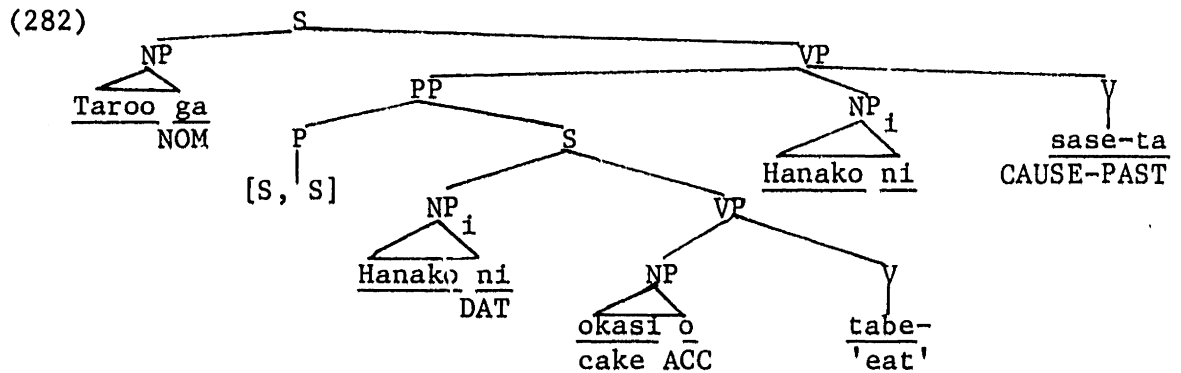 (282) S
NP VP
Taroo ga PP NP i V
NOM P S Hanako ni sase-ta
[S, S] CAUSE-PAST
NP i VP
Hanako ni NP V
DAT okasi o tabe-
cake ACC 'eat'